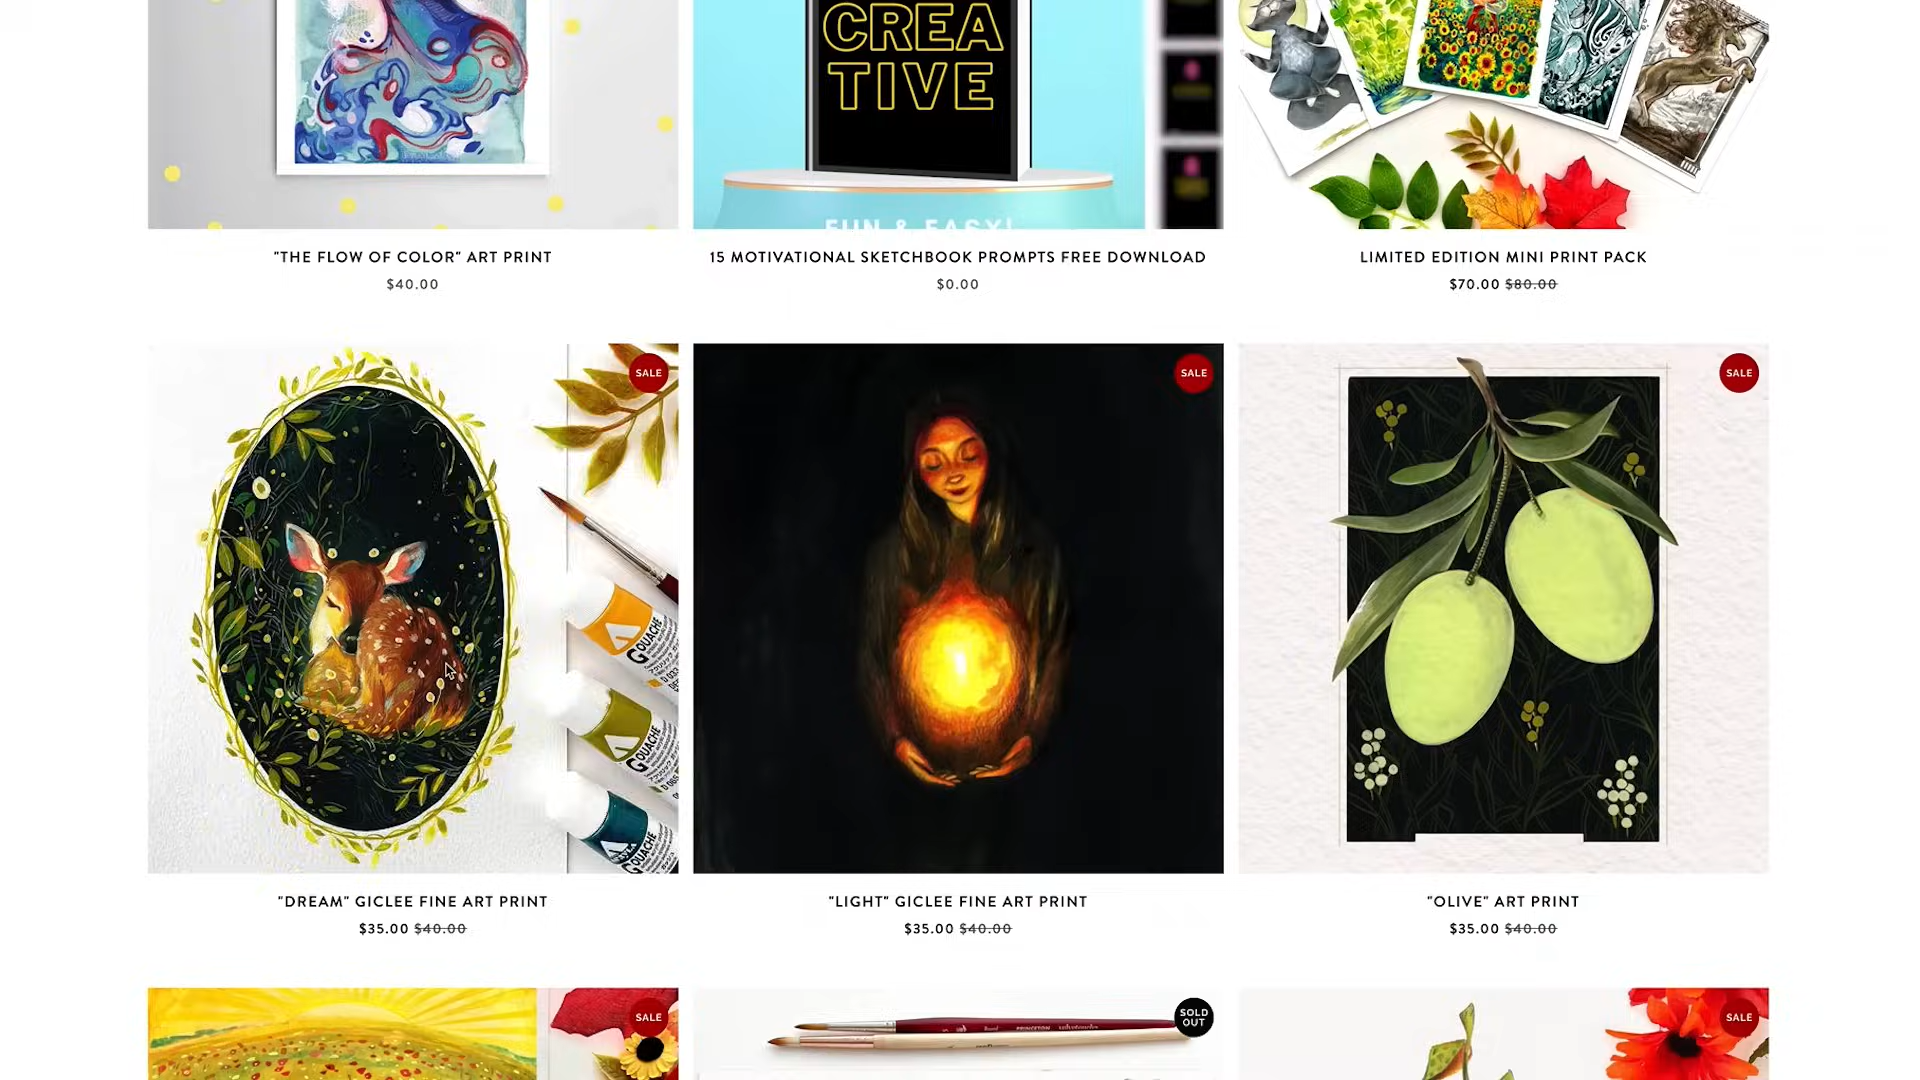 CREA
TIVE
FUN & EASY!
"THE FLOW OF COLOR" ART PRINT
$40.00
15 MOTIVATIONAL SKETCHBOOK PROMPTS FREE DOWNLOAD
$0.00
LIMITED EDITION MINI PRINT PACK
$70.00 $80.00
SALE
GOUACHE
GOUACHE
GOUACHE
SALE
SALE
"DREAM" GICLEE FINE ART PRINT
$35.00 $40.00
"LIGHT" GICLEE FINE ART PRINT
$35.00 $40.00
"OLIVE" ART PRINT
$35.00 $40.00
SALE
PRINCETON
SOLD
OUT
SALE